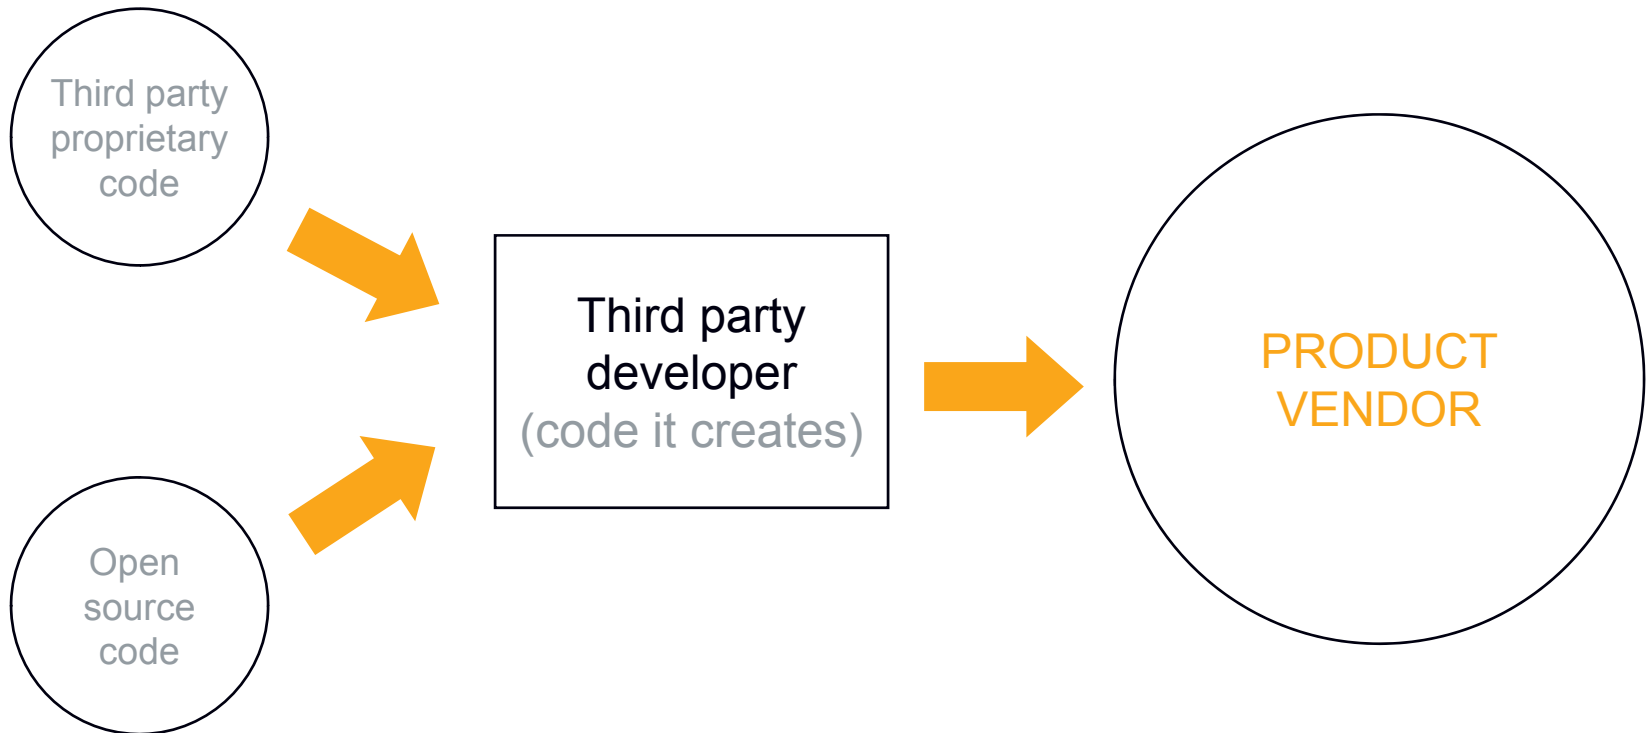 Third party
proprietary
code
Third party
developer
(code it creates)
PRODUCT
VENDOR
Open
source
code